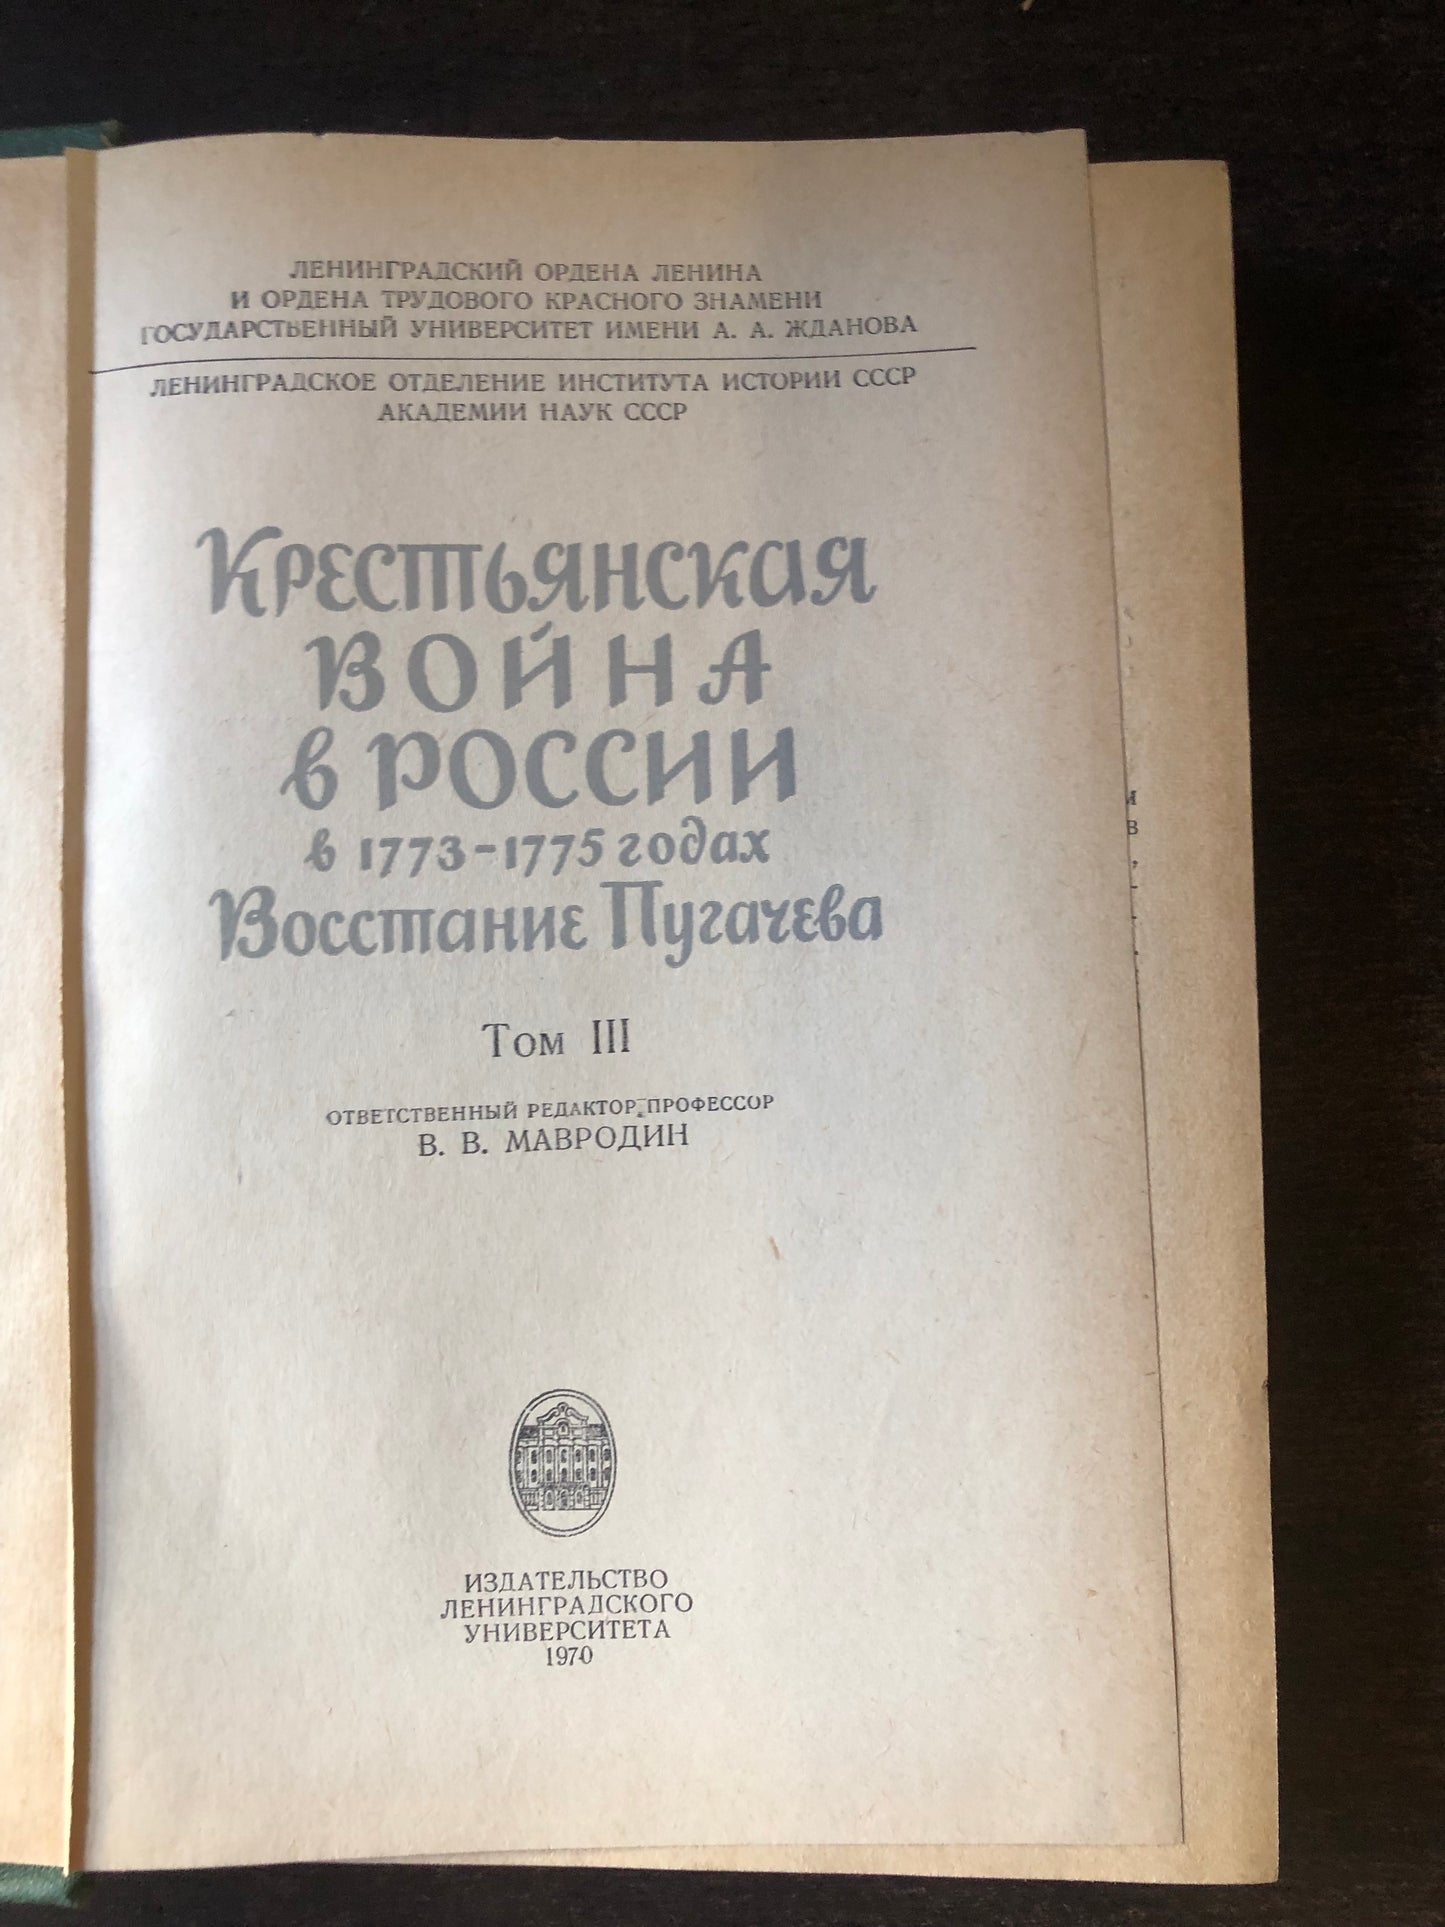 ЛЕНИНГРАДСКИЙ ОРДЕНА ЛЕНИНА
И ОРДЕНА ТРУДОВОГО КРАСНОГО ЗНАМЕНИ
ГОСУДАРСТВЕННЫЙ УНИВЕРСИТЕТ ИМЕНИ А. А. ЖДАНОВА
ЛЕНИНГРАДСКОЕ ОТДЕЛЕНИЕ ИНСТИТУТА ИСТОРИИ СССР
АКАДЕМИИ НАУК СССР
Крестьянская
война
в России
в 1773-1775 годах
Восстание Пугачева
Том III
ОТВЕТСТВЕННЫЙ РЕДАКТОР, ПРОФЕССОР
В. В. МАВРОДИН
ИЗДАТЕЛЬСТВО
ЛЕНИНГРАДСКОГО
УНИВЕРСИТЕТА
1970